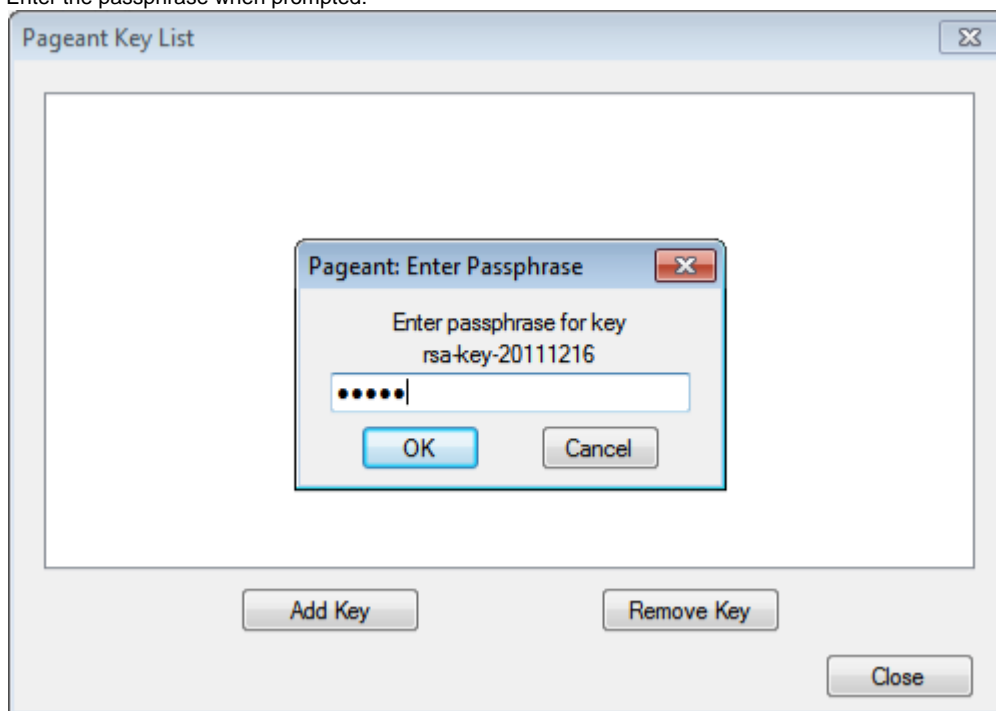 Enter the passphrase when prompted.
Pageant Key List
Pageant: Enter Passphrase
Enter passphrase for key
rsa-key-20111216
●●●●●
OK Cancel
Add Key Remove Key
Close